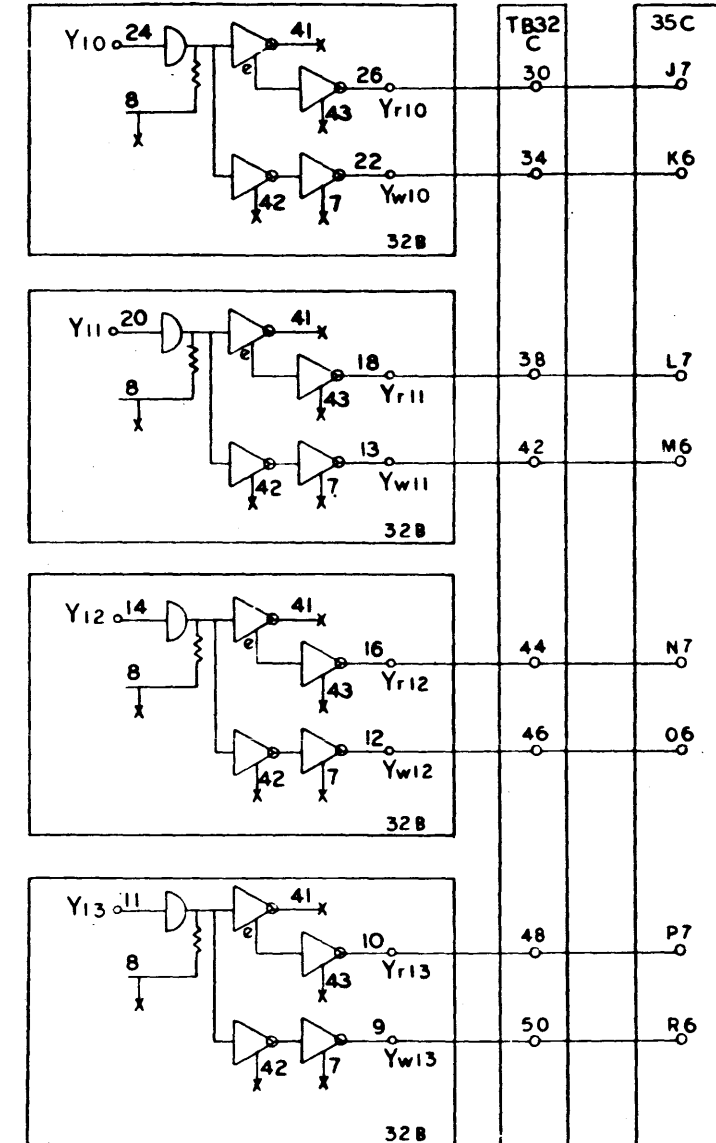 TB32 35C
C
Y10 24 41
e 30 J7
8 26
43 Yr10
22 34 K6
42 7 Yw10
32B
Y11 20 41
e 18 38 L7
8 43 Yr11
13 42 M6
42 7 Yw11
32B
Y12 14 41
e 16 44 N7
8 43 Yr12
12 46 O6
42 7 Yw12
32B
Y13 11 41
e 10 48 P7
8 43 Yr13
9 50 R6
42 7 Yw13
32B